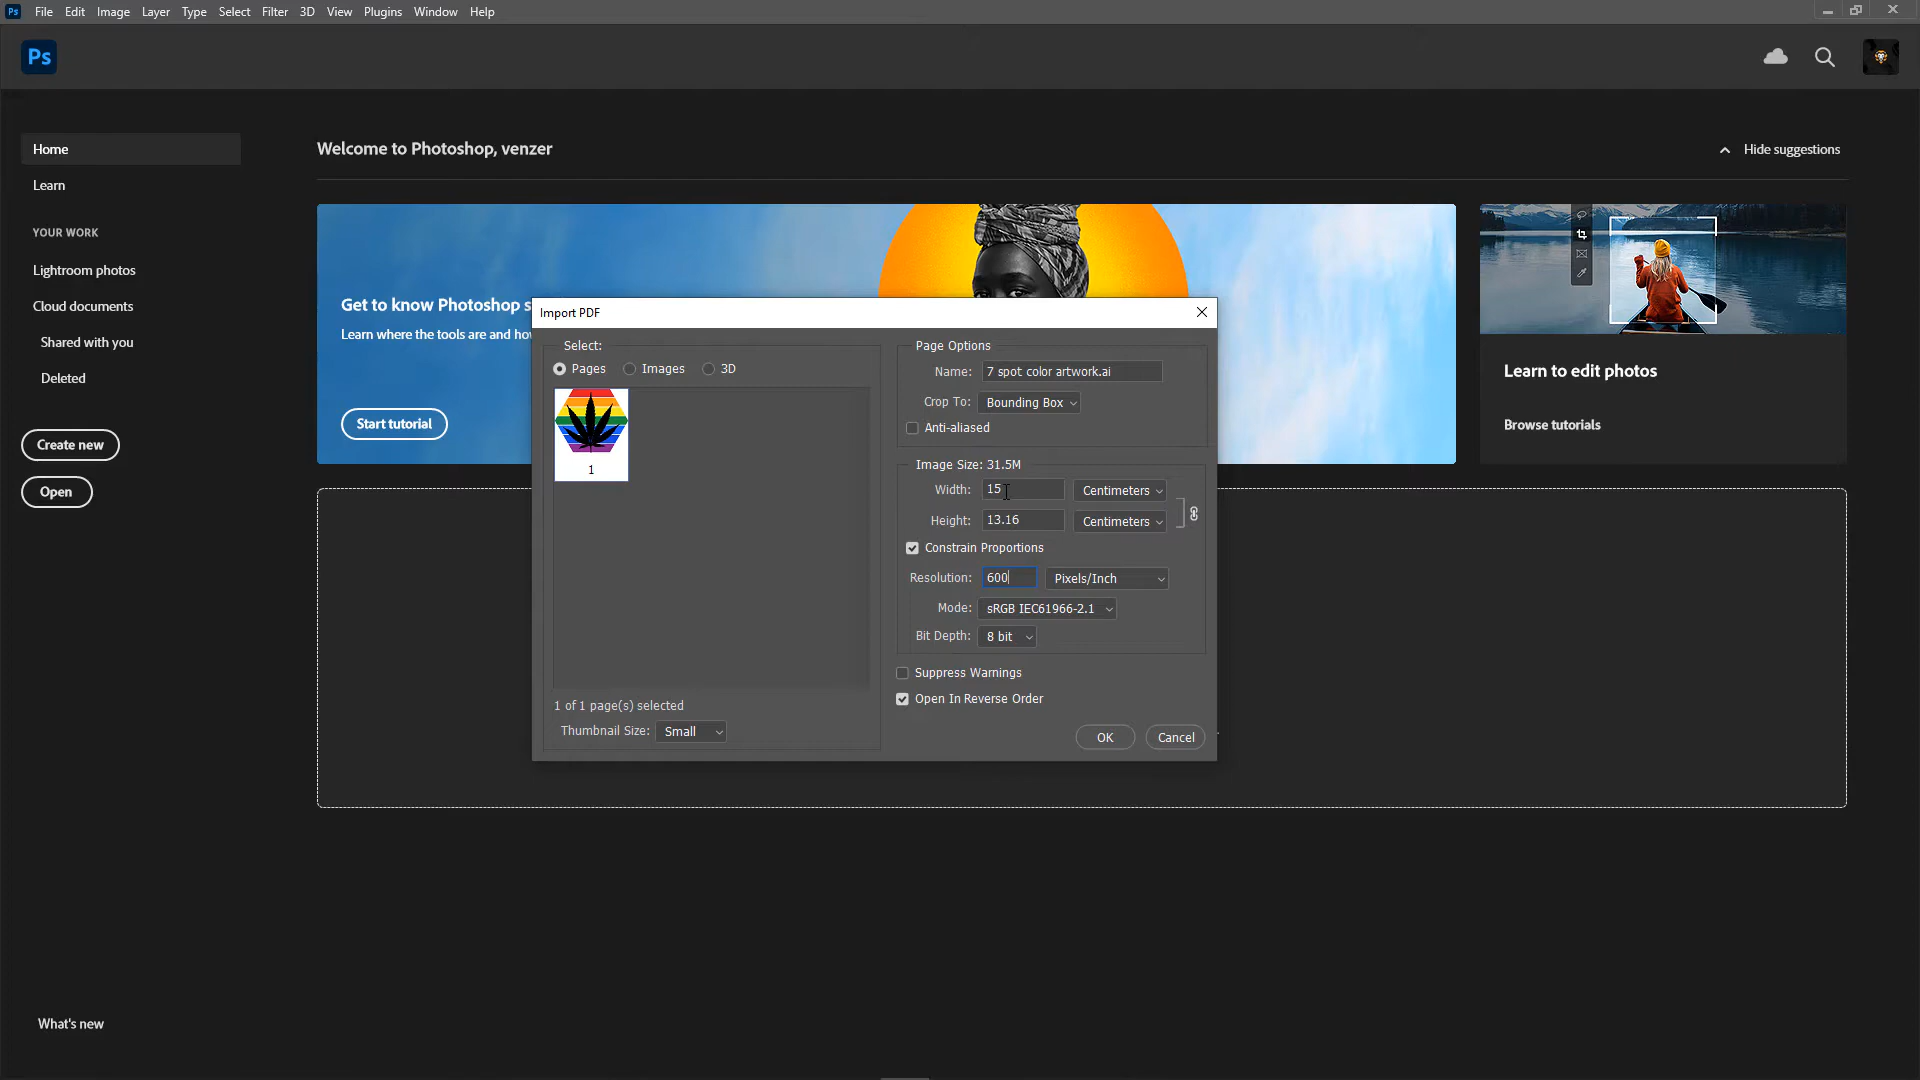 Ps File Edit Image Layer Type Select Filter 3D View Plugins Window Help
Ps
Home
Learn
YOUR WORK
Lightroom photos
Cloud documents
Shared with you
Deleted
Create new
Open
What's new
Welcome to Photoshop, venzer
Hide suggestions
Get to know Photoshop s
Learn where the tools are and how
Start tutorial
Learn to edit photos
Browse tutorials
Import PDF
Select:
Pages Images 3D
1
1 of 1 page(s) selected
Thumbnail Size: Small
Page Options
Name: 7 spot color artwork.ai
Crop To: Bounding Box
Anti-aliased
Image Size: 31.5M
Width: 15 Centimeters
Height: 13.16 Centimeters
Constrain Proportions
Resolution: 600 Pixels/Inch
Mode: sRGB IEC61966-2.1
Bit Depth: 8 bit
Suppress Warnings
Open In Reverse Order
OK Cancel